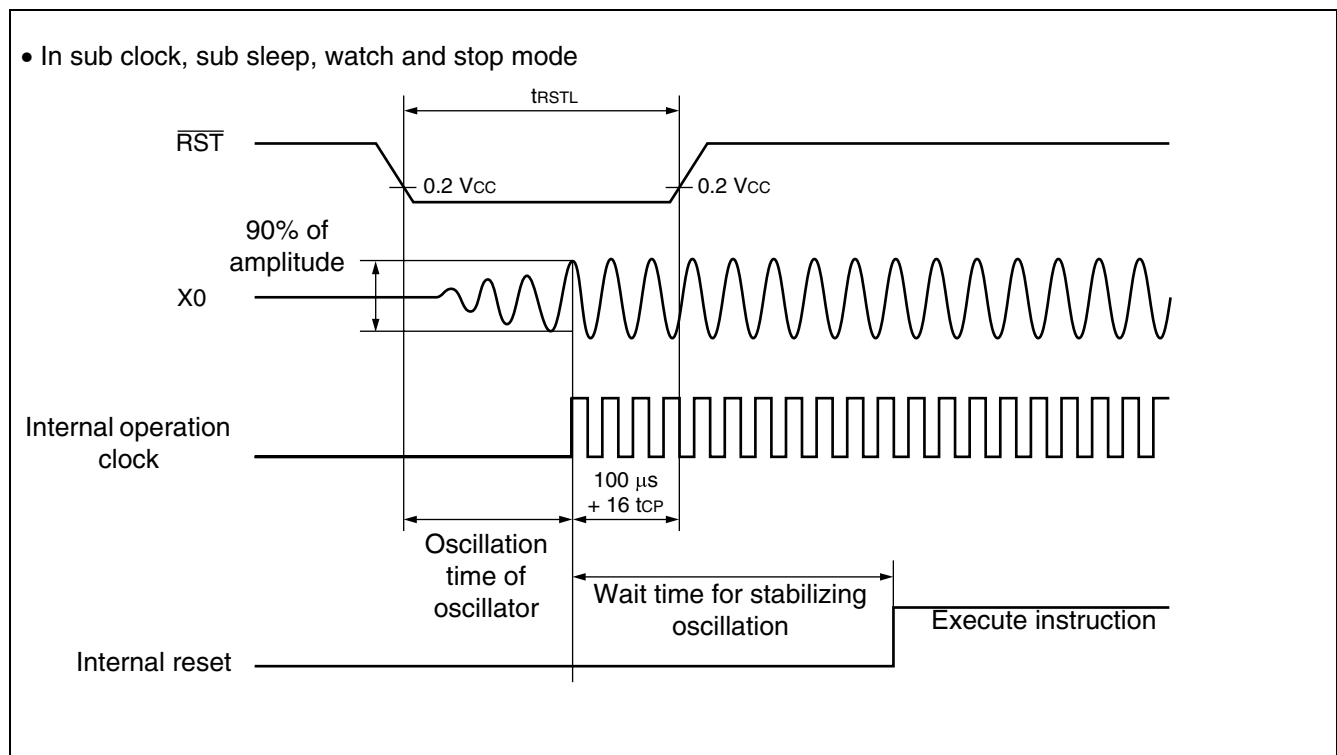 • In sub clock, sub sleep, watch and stop mode
tRSTL
RST
0.2 VCC
0.2 VCC
90% of
amplitude
X0
Internal operation
clock
100 μs
+ 16 tCP
Oscillation
time of
oscillator
Wait time for stabilizing
oscillation
Execute instruction
Internal reset